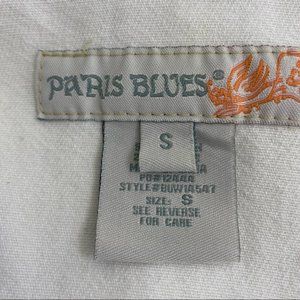 PARIS BLUES®
S
PO#12444
STYLE#BUW14547
SIZE: S
SEE REVERSE
FOR CARE